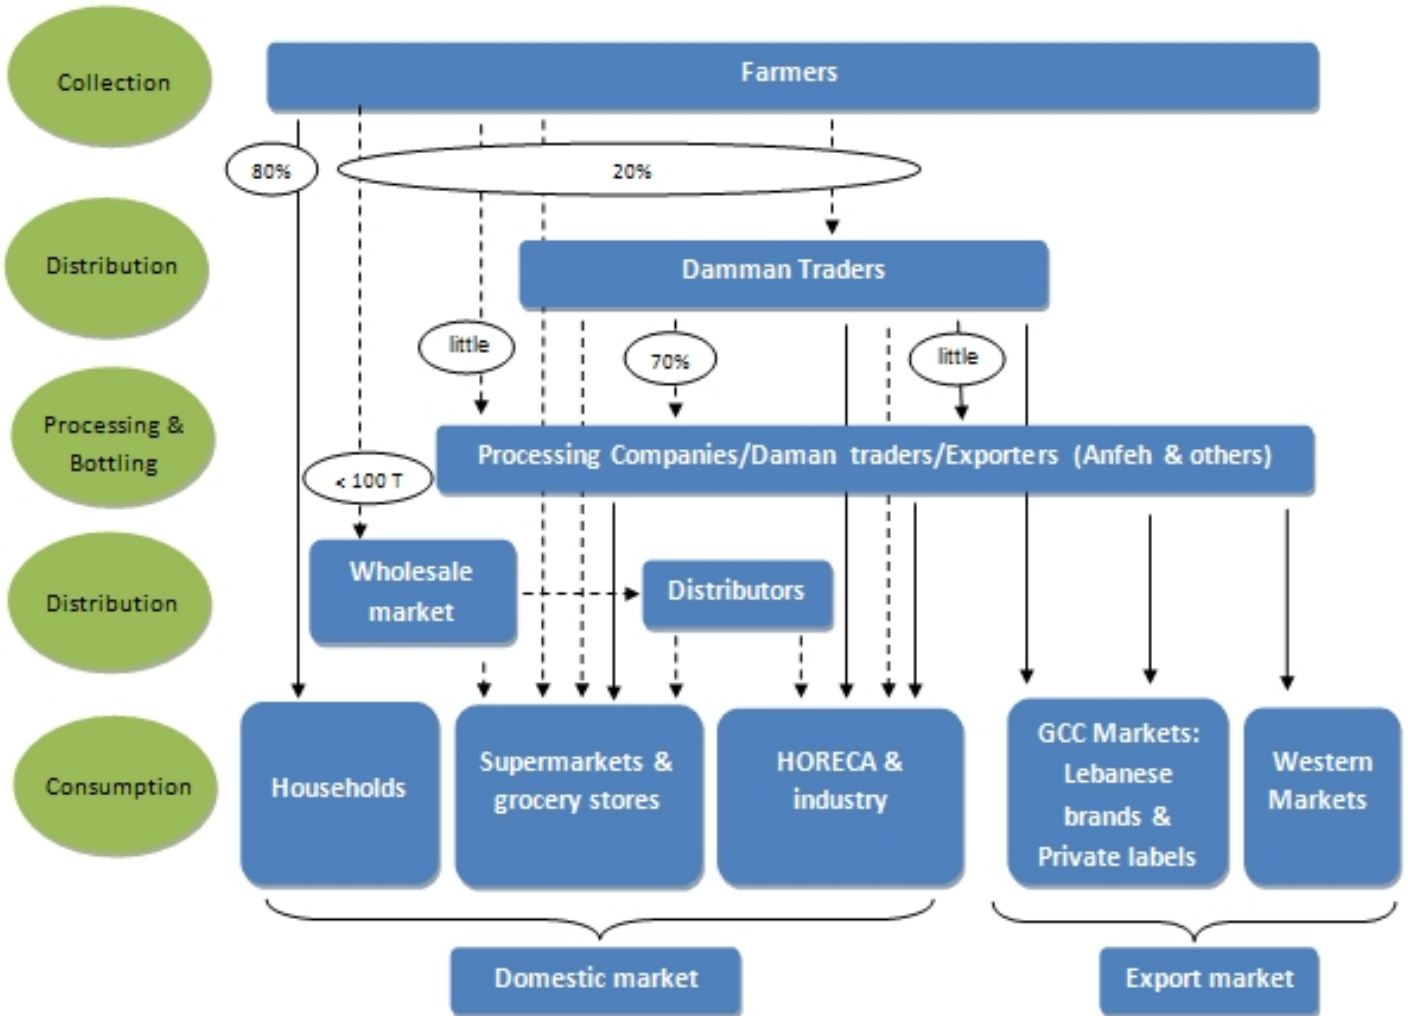 Collection
Farmers
80%
20%
Distribution
Damman Traders
little
70%
little
Processing &
Bottling
Processing Companies/Daman traders/Exporters (Anfeh & others)
< 100 T
Distribution
Wholesale
market
Distributors
Consumption
Households
Supermarkets &
grocery stores
HORECA &
industry
GCC Markets:
Lebanese
brands &
Private labels
Western
Markets
Domestic market
Export market